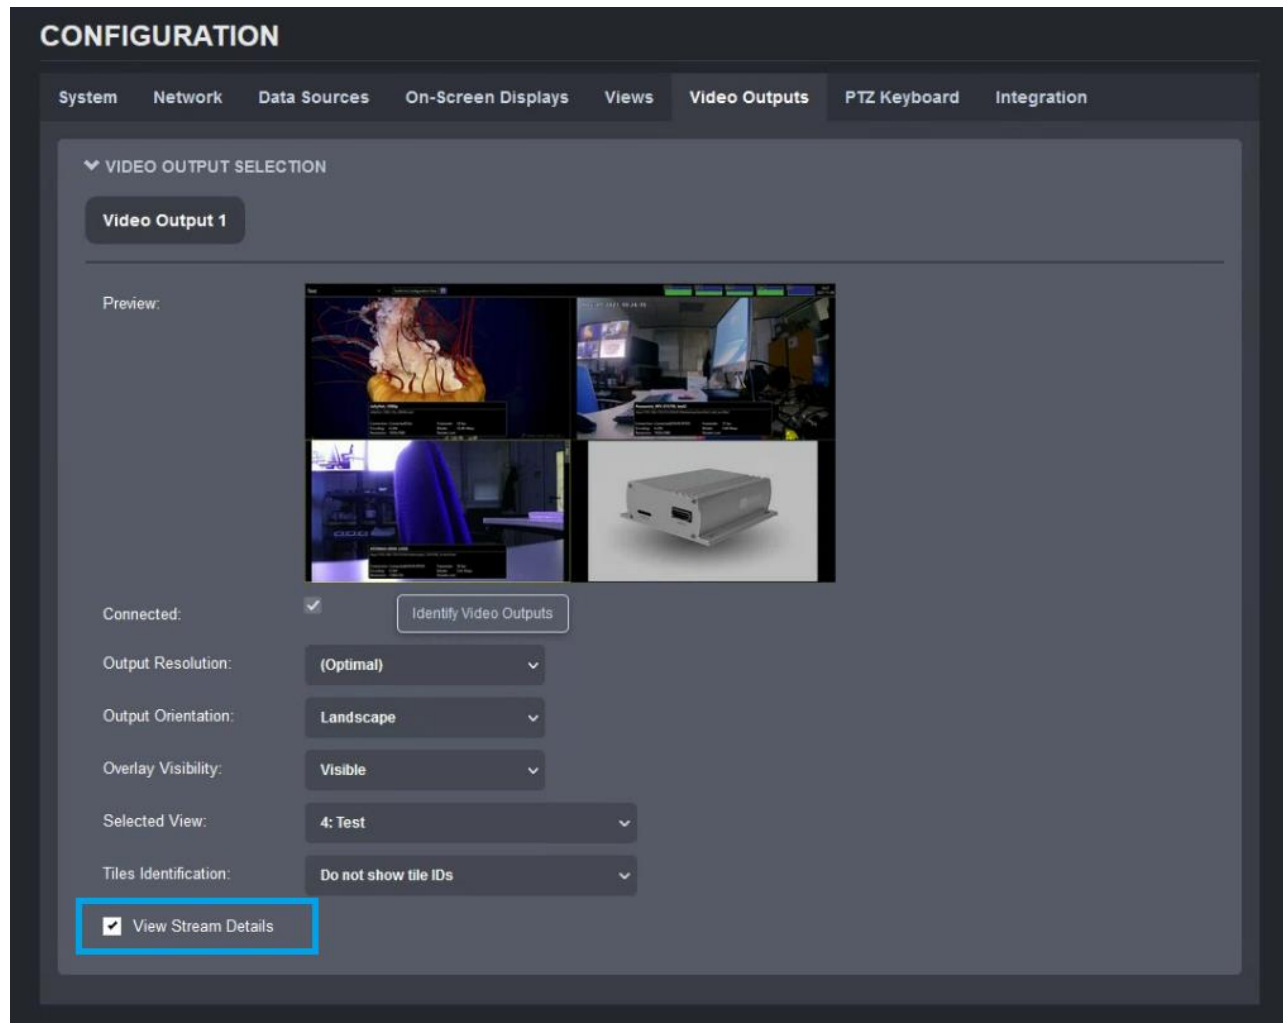 CONFIGURATION
System Network Data Sources On-Screen Displays Views Video Outputs PTZ Keyboard Integration
VIDEO OUTPUT SELECTION
Video Output 1
Preview:
Connected: Identify Video Outputs
Output Resolution: (Optimal)
Output Orientation: Landscape
Overlay Visibility: Visible
Selected View: 4: Test
Tiles Identification: Do not show tile IDs
View Stream Details